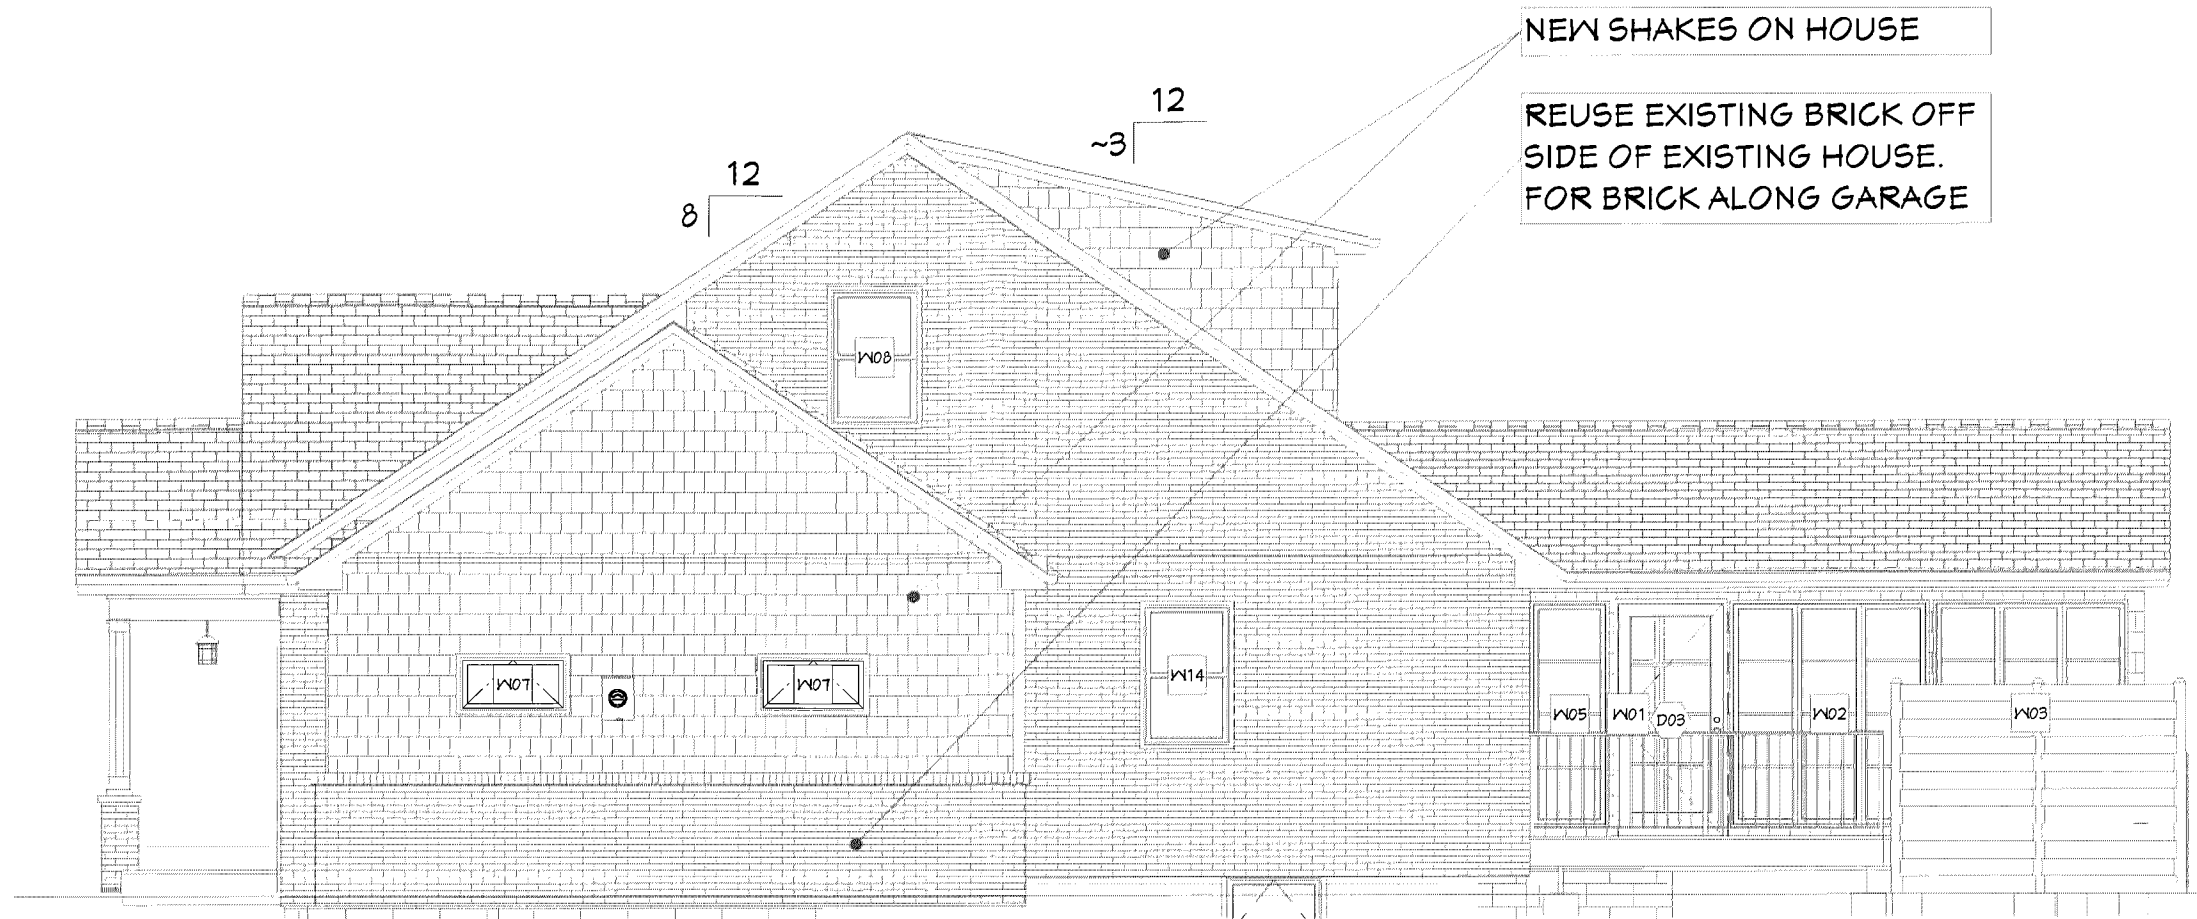 NEW SHAKES ON HOUSE
REUSE EXISTING BRICK OFF
SIDE OF EXISTING HOUSE.
FOR BRICK ALONG GARAGE
12
~3
12
8
W08
W07
W07
W14
W05
W01
D03
W02
W03